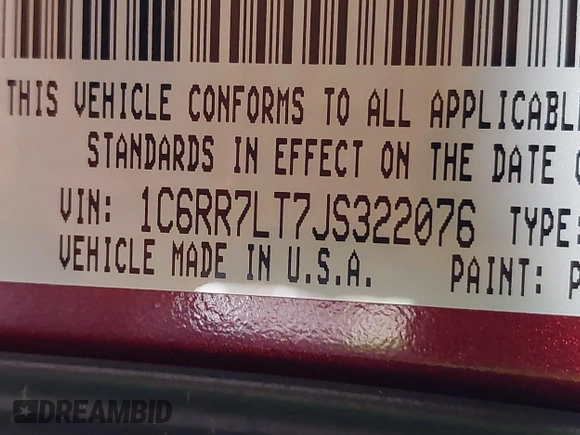 THIS VEHICLE CONFORMS TO ALL APPLICABL
STANDARDS IN EFFECT ON THE DATE
VIN: 1C6RR7LT7JS322076 TYPE:
VEHICLE MADE IN U.S.A. PAINT: P
DREAMBID